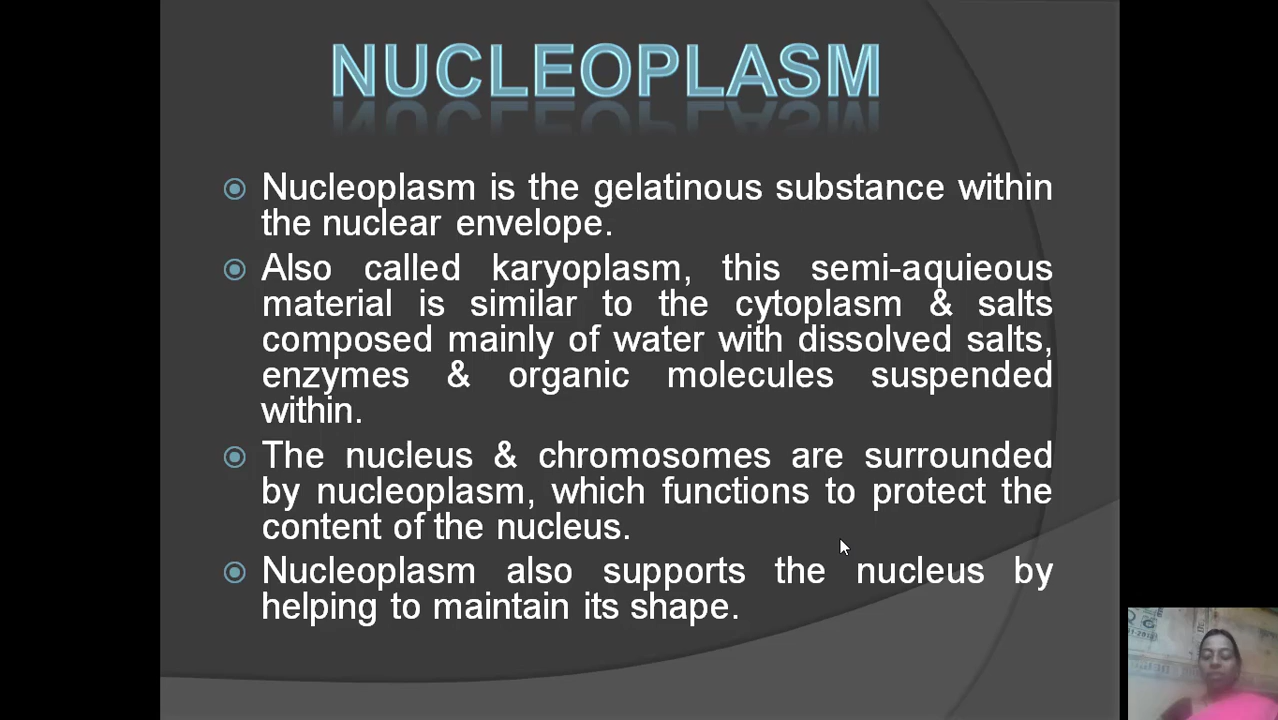 NUCLEOPLASM
Nucleoplasm is the gelatinous substance within
the nuclear envelope.
Also called karyoplasm, this semi-aquieous
material is similar to the cytoplasm & salts
composed mainly of water with dissolved salts,
enzymes & organic molecules suspended
within.
The nucleus & chromosomes are surrounded
by nucleoplasm, which functions to protect the
content of the nucleus.
Nucleoplasm also supports the nucleus by
helping to maintain its shape.